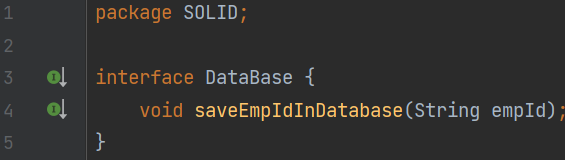 1 package SOLID;
2
3 interface DataBase {
4 void saveEmpIdInDatabase(String empId);
5 }